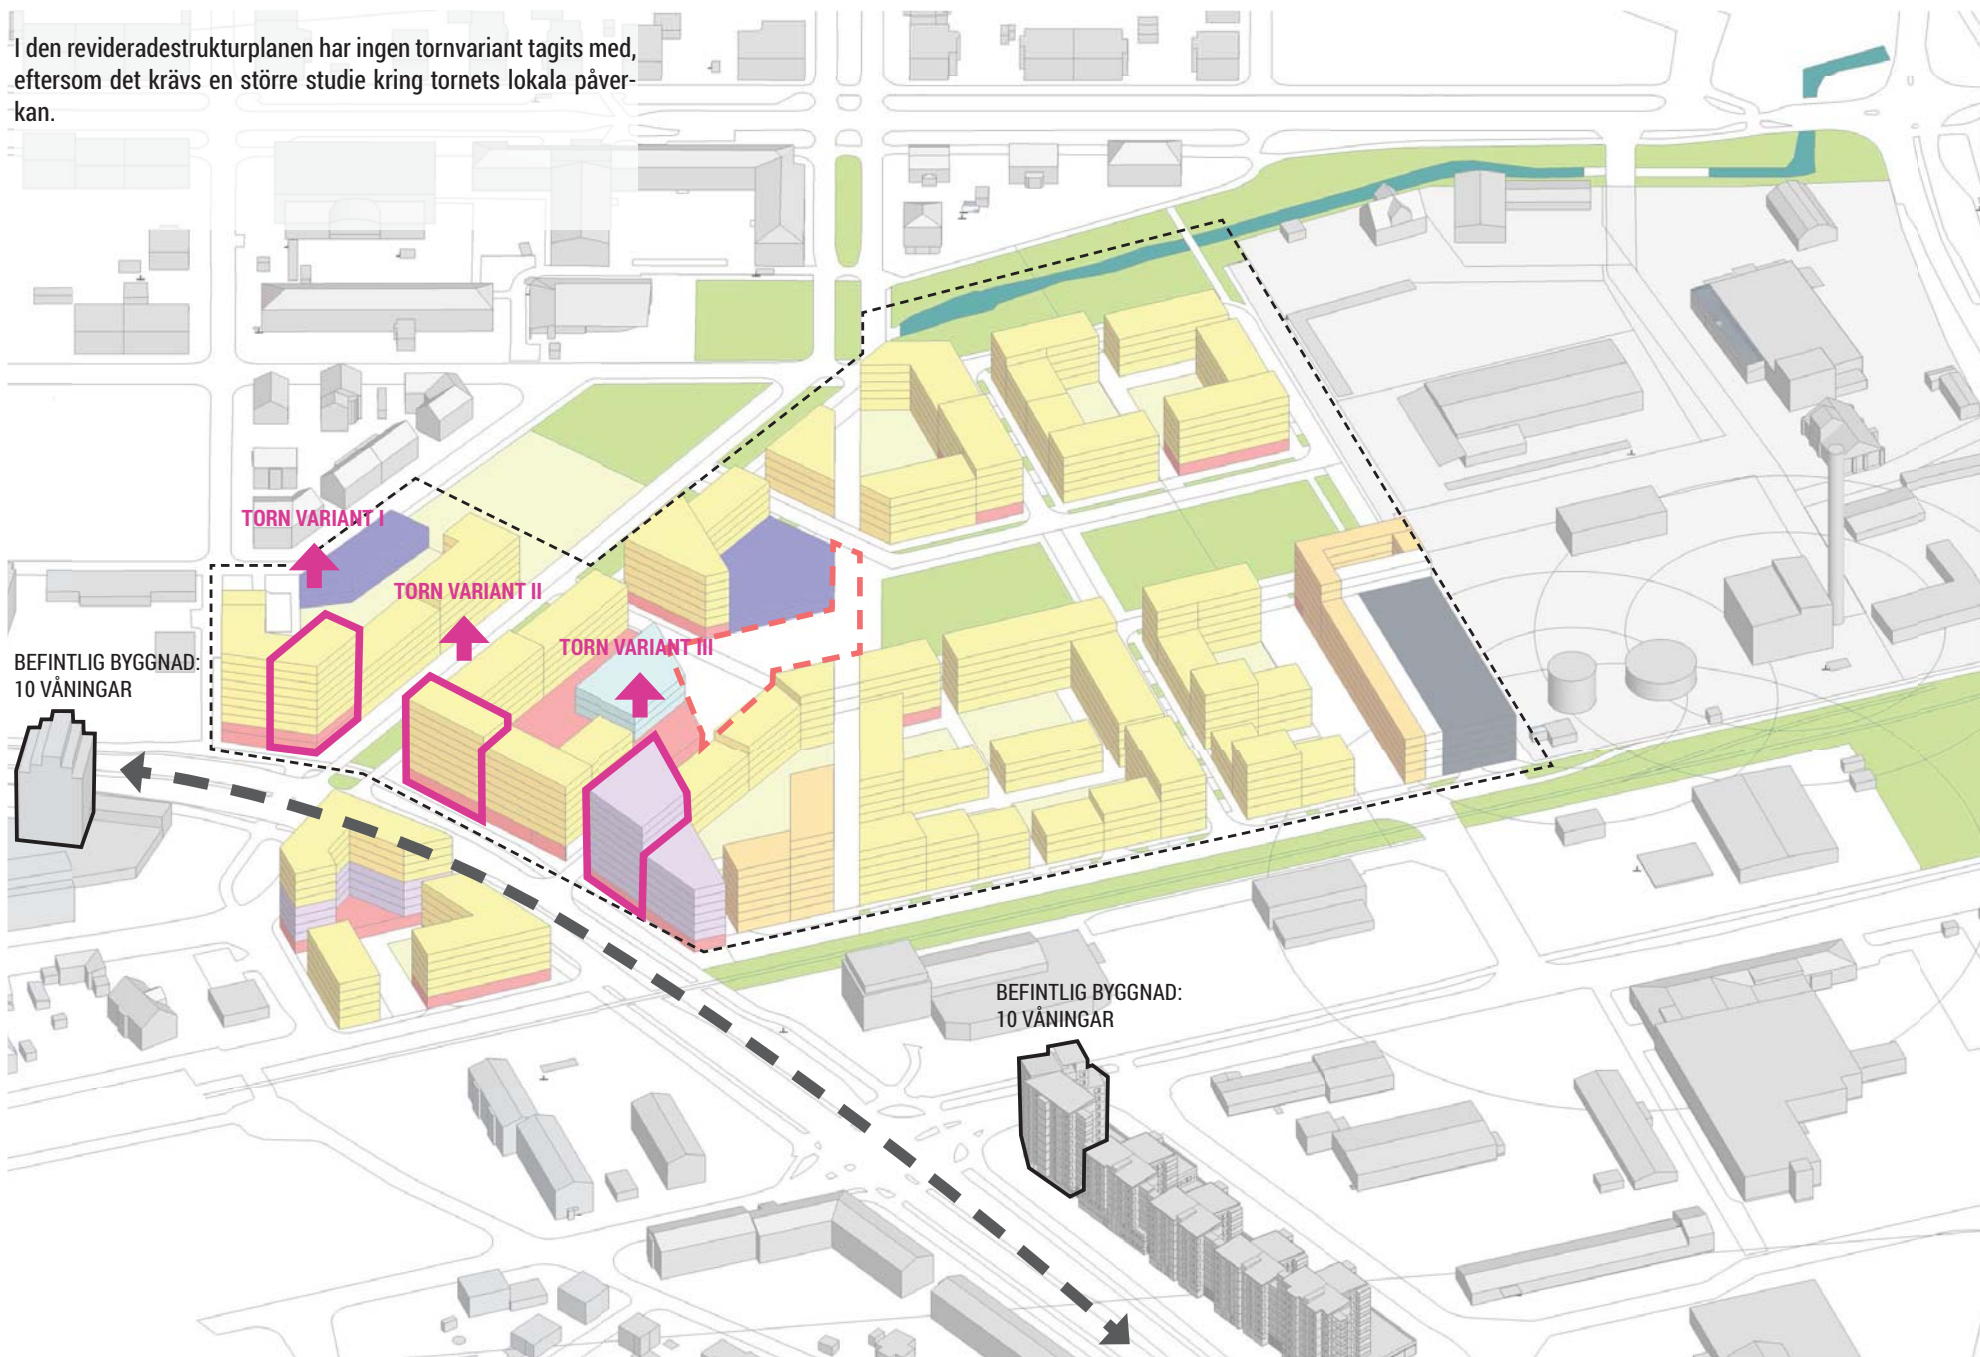 I den revideradestrukturplanen har ingen tornvariant tagits med,
eftersom det krävs en större studie kring tornets lokala påver-
kan.
TORN VARIANT I
TORN VARIANT II
TORN VARIANT III
BEFINTLIG BYGGNAD:
10 VÅNINGAR
BEFINTLIG BYGGNAD:
10 VÅNINGAR